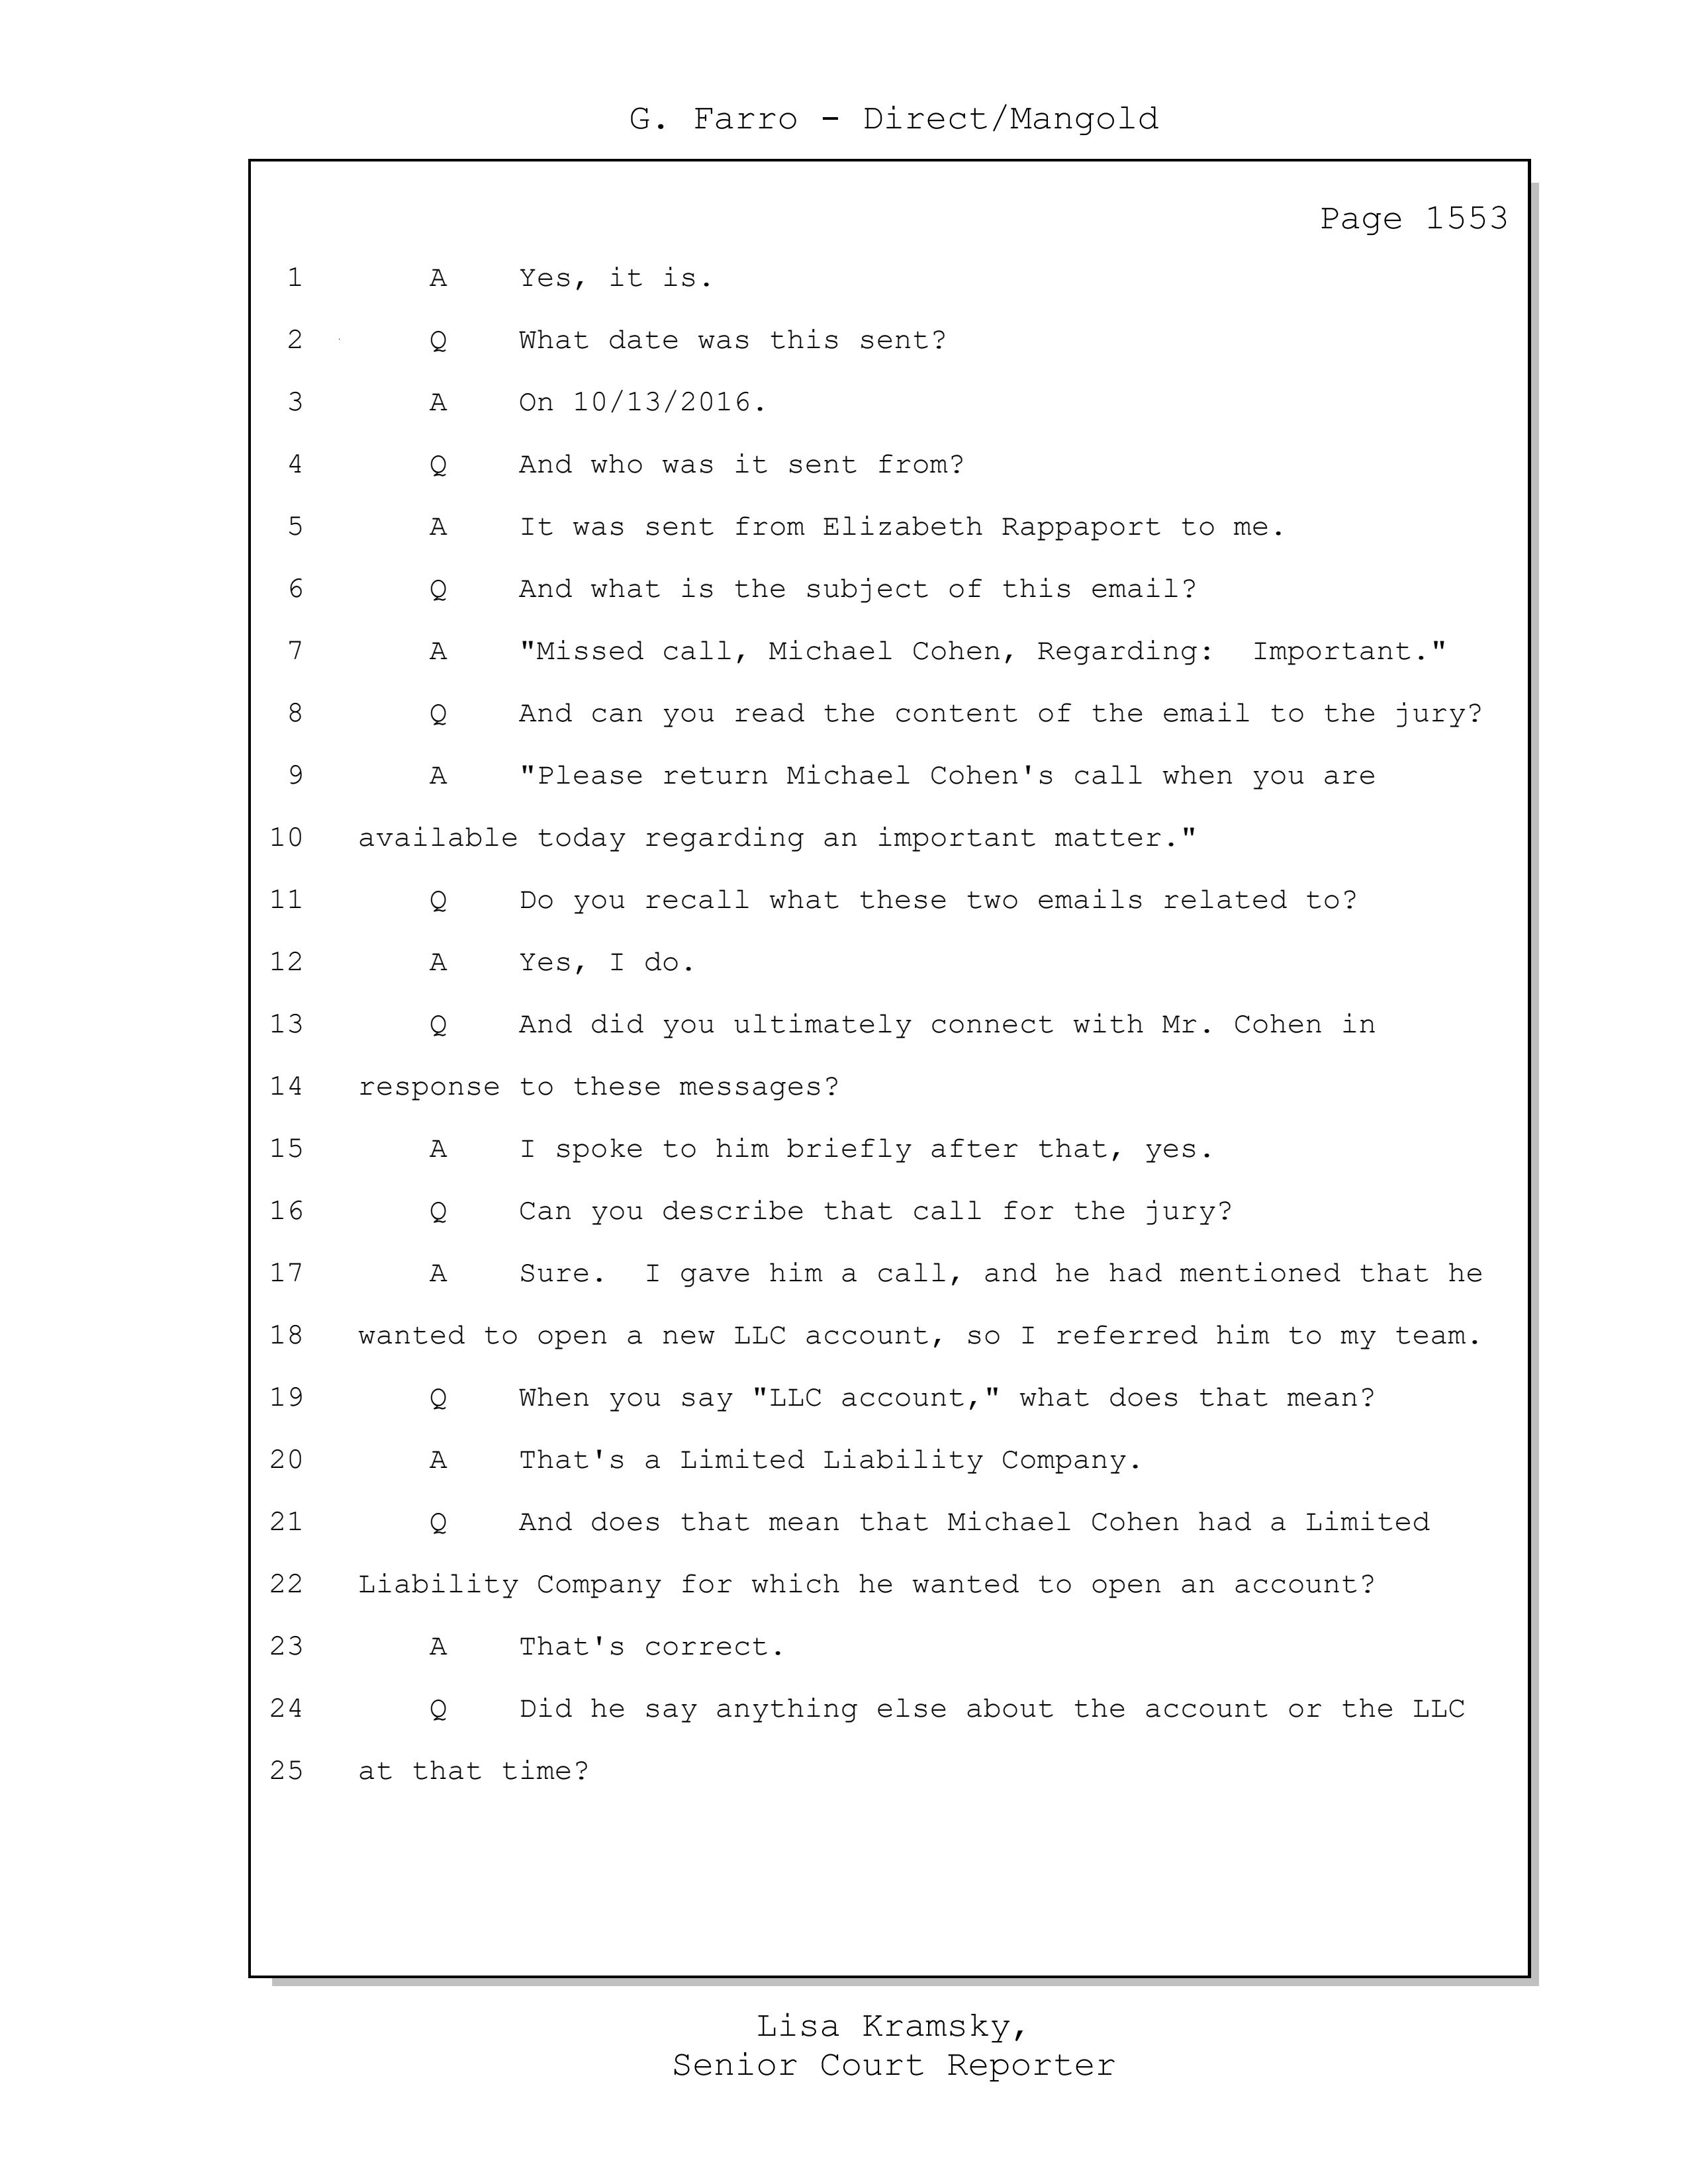 G. Farro - Direct/Mangold
Page 1553
1 A Yes, it is.
2 Q What date was this sent?
3 A On 10/13/2016.
4 Q And who was it sent from?
5 A It was sent from Elizabeth Rappaport to me.
6 Q And what is the subject of this email?
7 A "Missed call, Michael Cohen, Regarding: Important."
8 Q And can you read the content of the email to the jury?
9 A "Please return Michael Cohen's call when you are
10 available today regarding an important matter."
11 Q Do you recall what these two emails related to?
12 A Yes, I do.
13 Q And did you ultimately connect with Mr. Cohen in
14 response to these messages?
15 A I spoke to him briefly after that, yes.
16 Q Can you describe that call for the jury?
17 A Sure. I gave him a call, and he had mentioned that he
18 wanted to open a new LLC account, so I referred him to my team.
19 Q When you say "LLC account," what does that mean?
20 A That's a Limited Liability Company.
21 Q And does that mean that Michael Cohen had a Limited
22 Liability Company for which he wanted to open an account?
23 A That's correct.
24 Q Did he say anything else about the account or the LLC
25 at that time?
Lisa Kramsky,
Senior Court Reporter